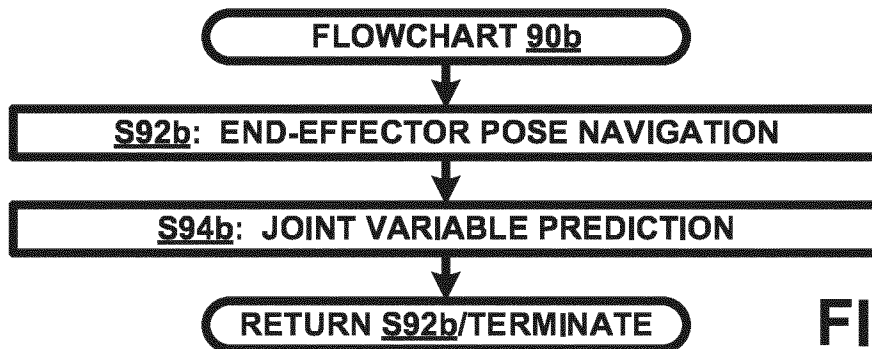 FLOWCHART 90b
S92b: END-EFFECTOR POSE NAVIGATION
S94b: JOINT VARIABLE PREDICTION
RETURN S92b/TERMINATE
FI